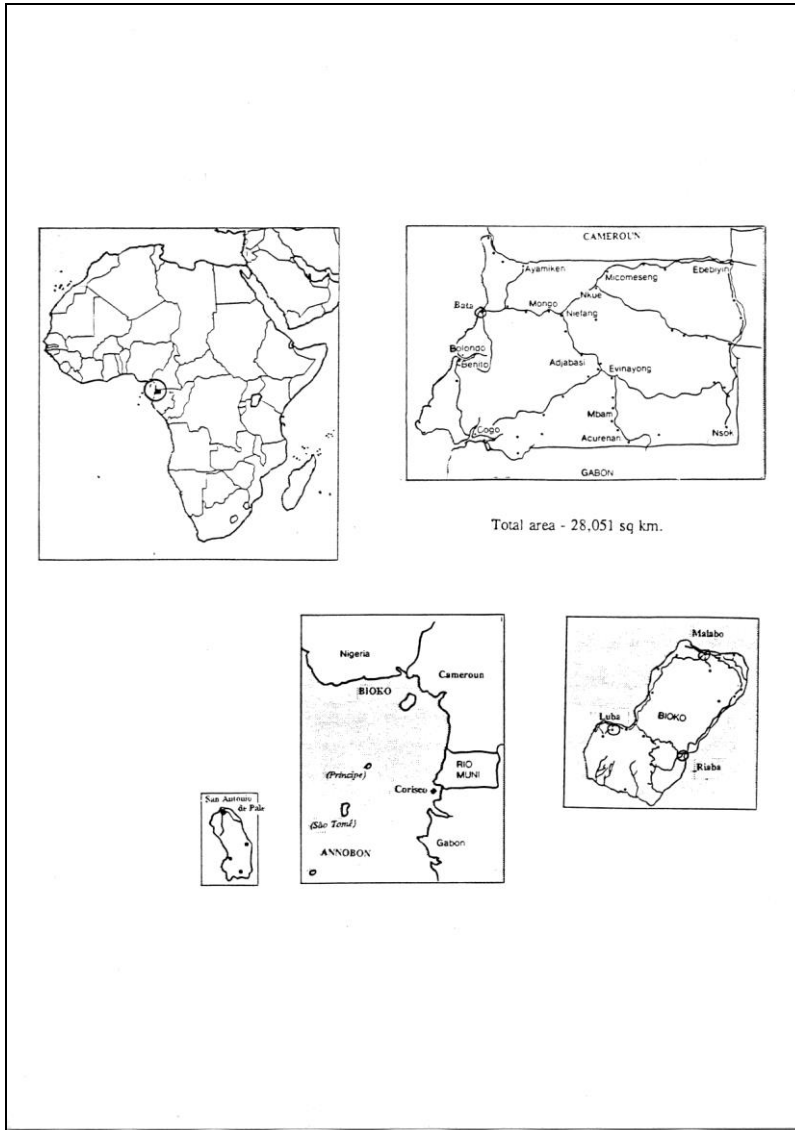 CAMEROUN
Ayamiken
Micomeseng
Ebebiyin
Nkue
Bata
Mongo
Niefang
Bolondo
Benito
Adjabasi
Evinayong
Mbam
Cogo
Acurenan
Nsok
GABON
Total area - 28,051 sq km.
Nigeria
Cameroun
BIOKO
RIO
MUNI
(Príncipe)
Corisco
(São Tomé)
Gabon
ANNOBON
Malabo
Luba
BIOKO
Riaba
San Antonio
de Pale